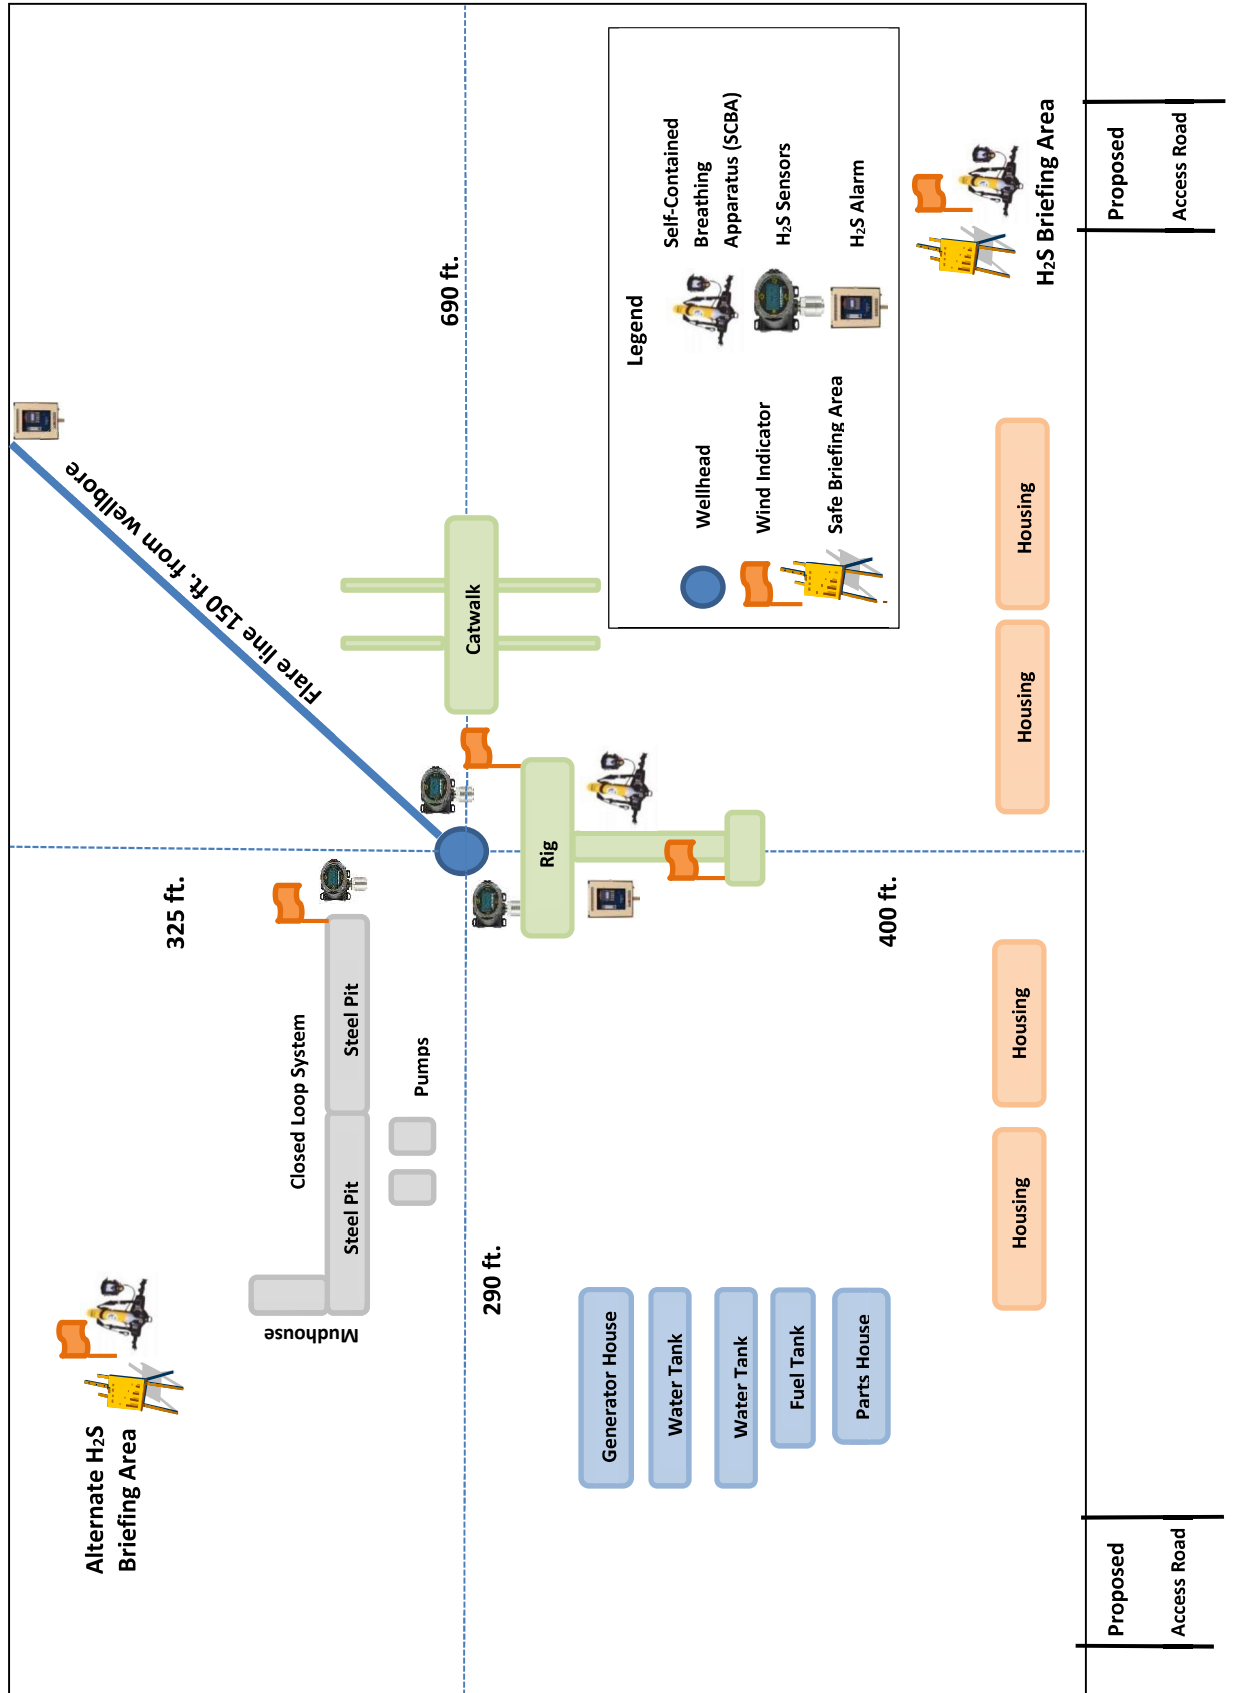 Alternate H2S
Briefing Area
Mudhouse
Closed Loop System
Steel Pit
Steel Pit
Pumps
325 ft.
Flare line 150 ft. from wellbore
690 ft.
290 ft.
400 ft.
Catwalk
Rig
Generator House
Water Tank
Water Tank
Fuel Tank
Parts House
Legend
Wellhead
Wind Indicator
Safe Briefing Area
Self-Contained
Breathing
Apparatus (SCBA)
H2S Sensors
H2S Alarm
Housing
Housing
Housing
Housing
H2S Briefing Area
Proposed
Access Road
Proposed
Access Road